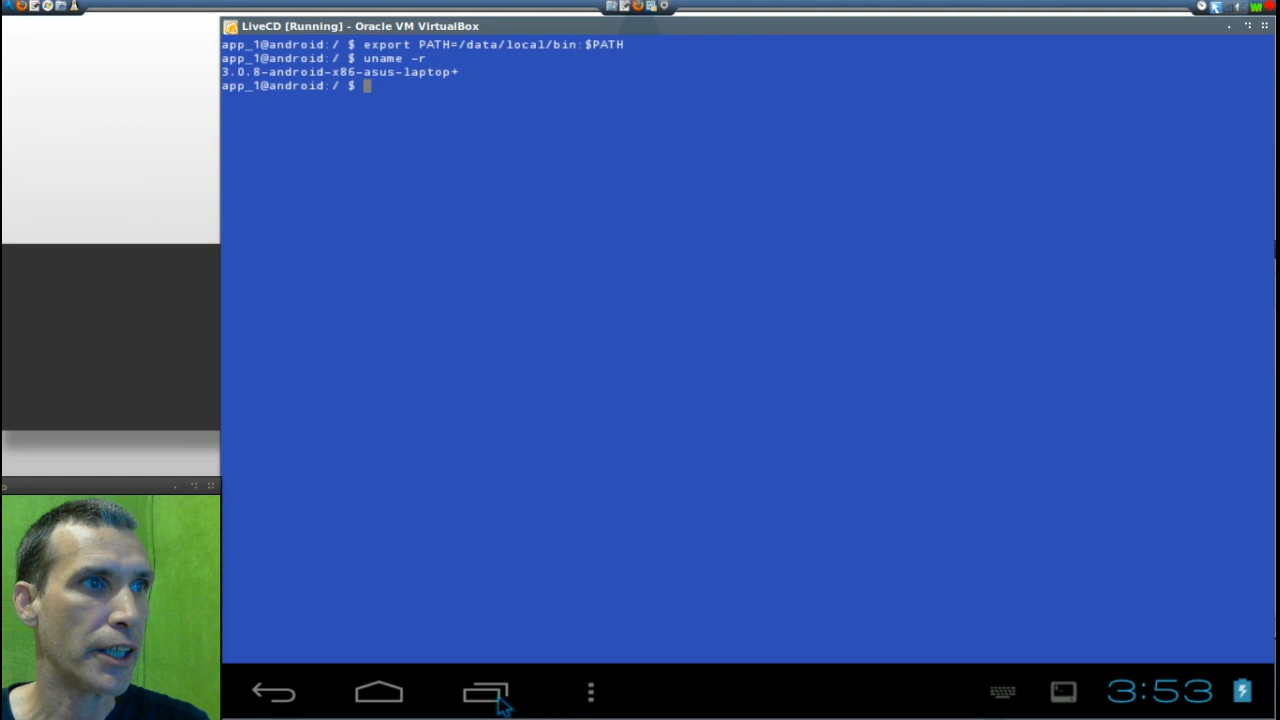 LiveCD [Running] - Oracle VM VirtualBox
app_1@android:/ $ export PATH=/data/local/bin:$PATH
app_1@android:/ $ uname -r
3.0.8-android-x86-asus-laptop+
app_1@android:/ $
3:53